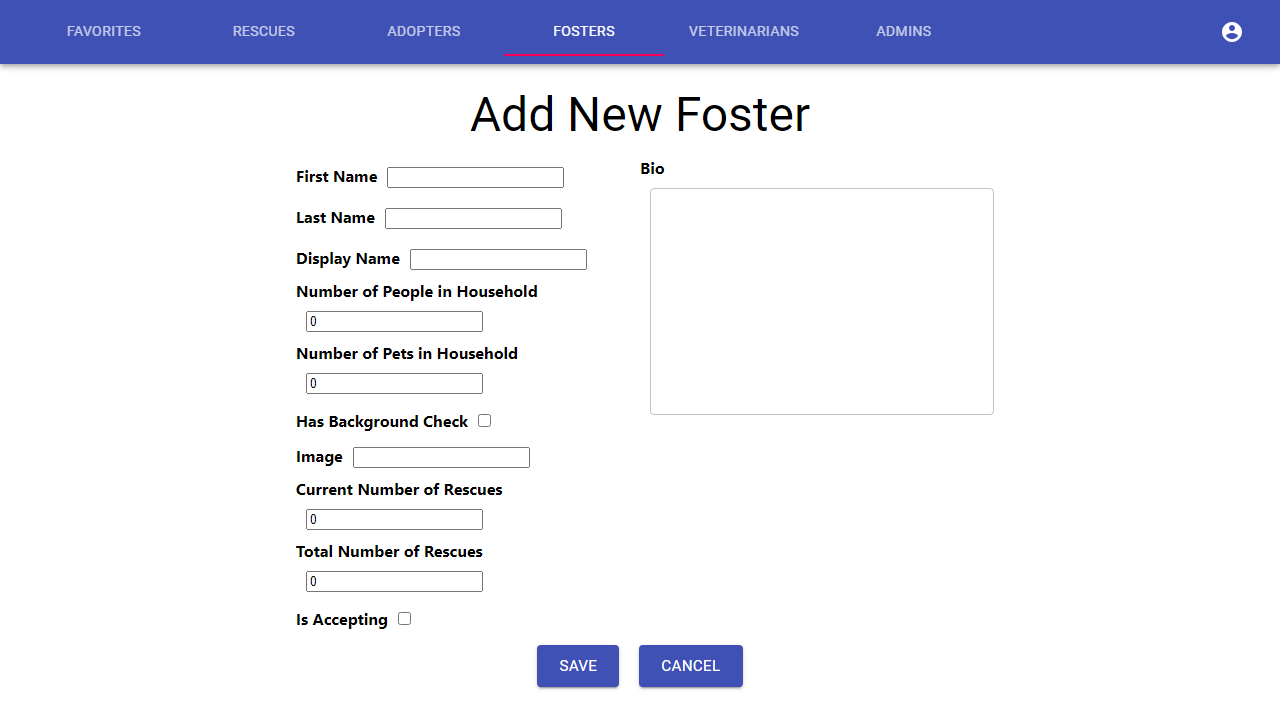 FAVORITES RESCUES ADOPTERS FOSTERS VETERINARIANS ADMINS
Add New Foster
First Name
Last Name
Display Name
Number of People in Household
0
Number of Pets in Household
0
Has Background Check
Image
Current Number of Rescues
0
Total Number of Rescues
0
Is Accepting
Bio
SAVE CANCEL